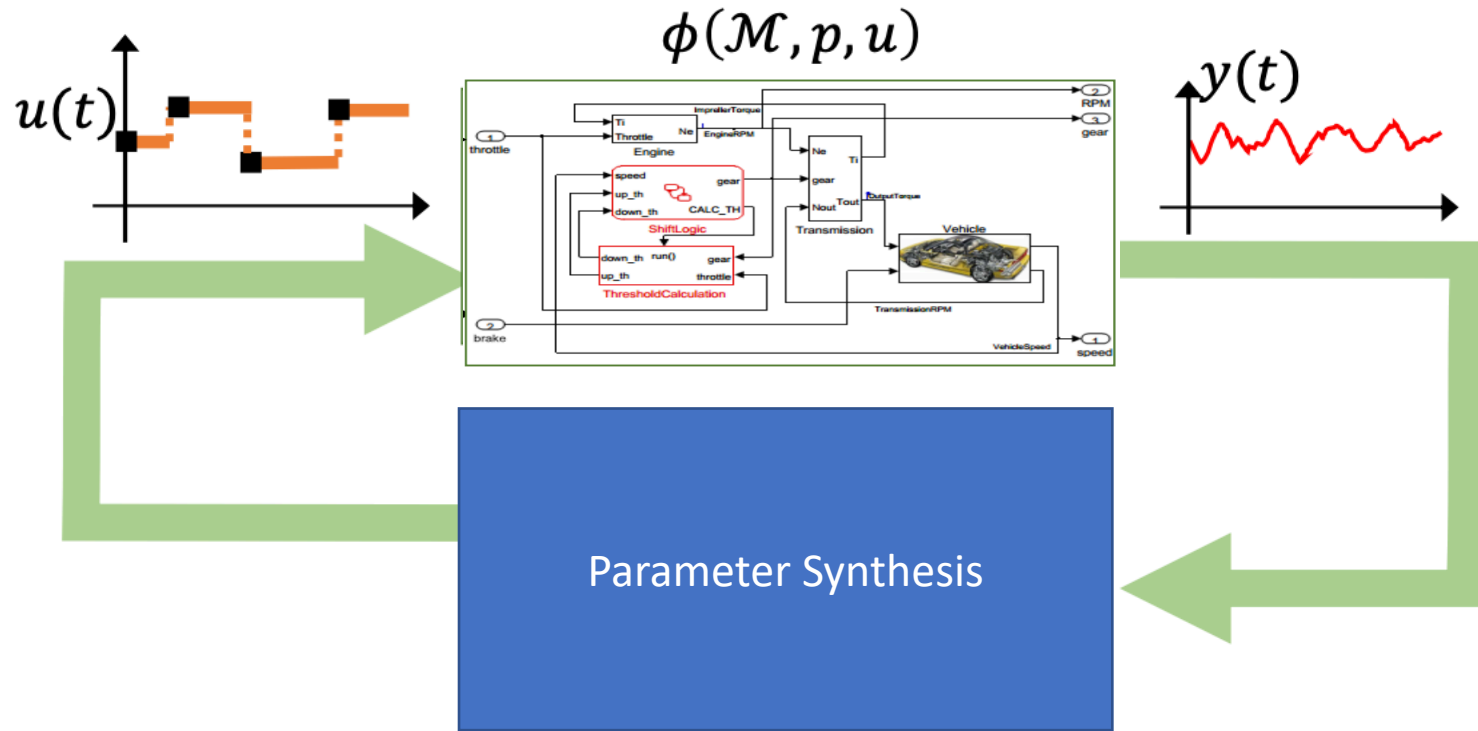 ϕ(ℳ, p, u)
u(t)
y(t)
1
throttle
Ti
Throttle
Ne
Engine
ImprellerTorque
EngineRPM
2
RPM
3
gear
speed
up_th
down_th
gear
CALC_TH
ShiftLogic
Ne
gear
Nout
Ti
Tout
Transmission
OutputTorque
Vehicle
down_th
up_th
run()
gear
throttle
ThresholdCalculation
TransmissionRPM
2
brake
VehicleSpeed
1
speed
Parameter Synthesis